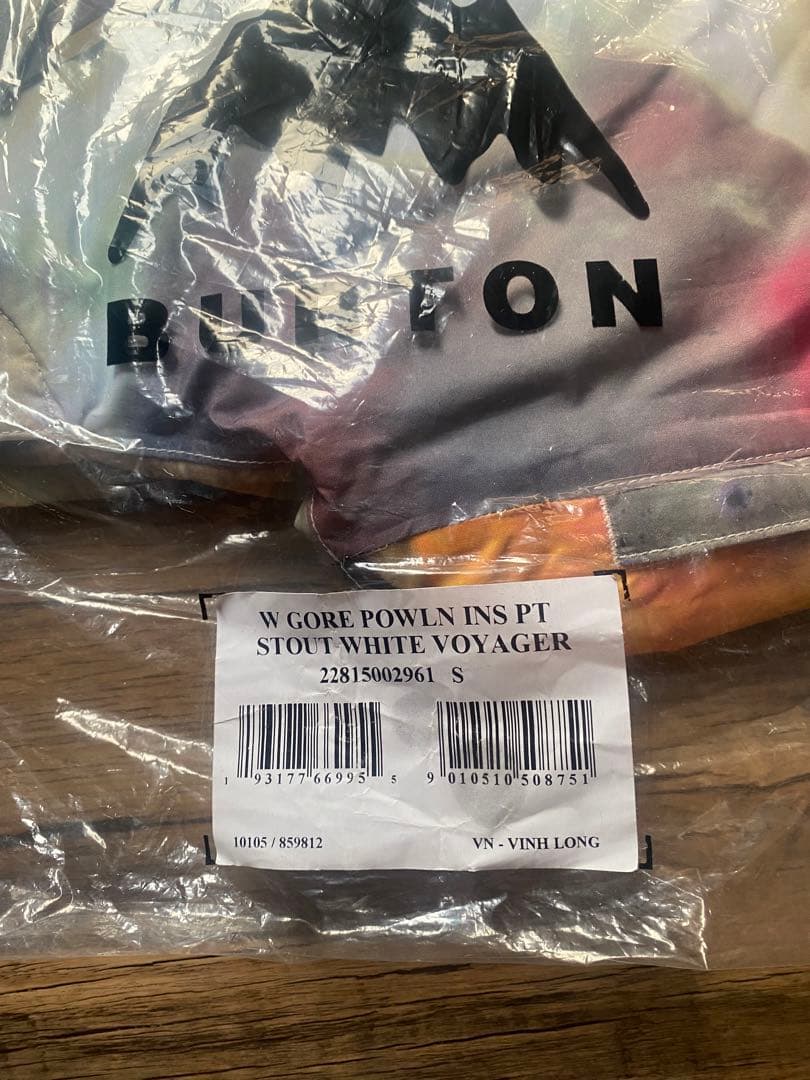 BURTON
W GORE POWLN INS PT
STOUT WHITE VOYAGER
22815002961 S
1 93177 66995 5
9 010510 508751
10105 / 859812
VN - VINH LONG